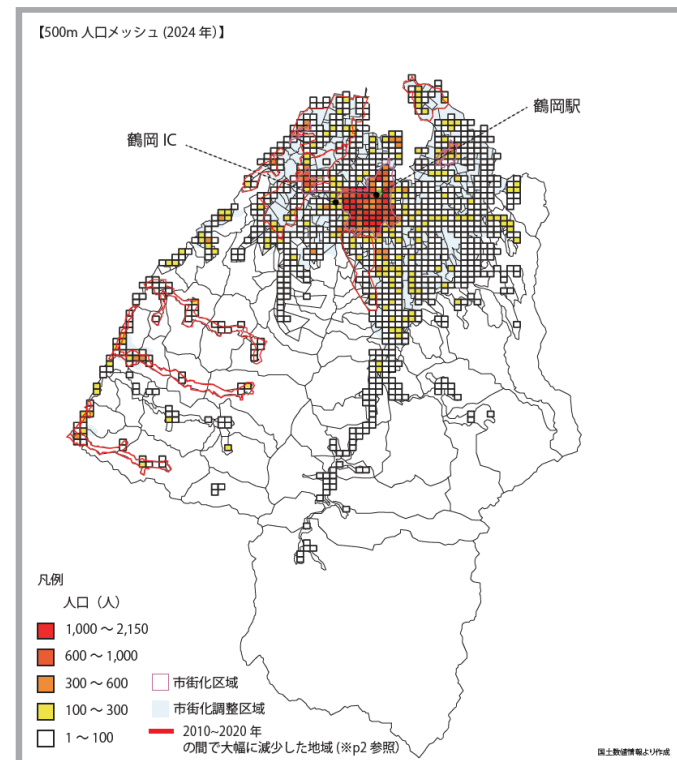 【500m 人口メッシュ (2024 年)】
鶴岡駅
鶴岡 IC
凡例
人口（人）
1,000 ～ 2,150
600 ～ 1,000
300 ～ 600
100 ～ 300
1 ～ 100
市街化区域
市街化調整区域
2010~2020 年
の間で大幅に減少した地域 (※p2 参照)
国土数値情報より作成